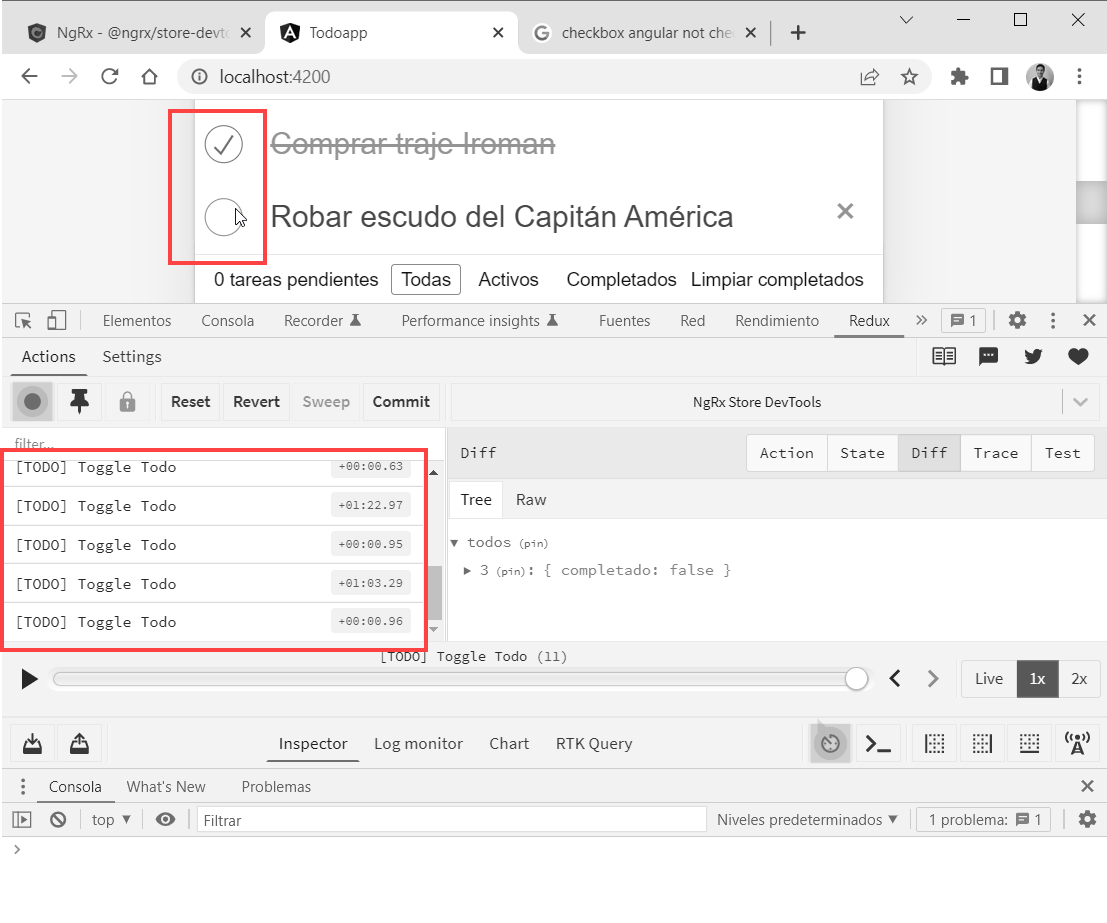 NgRx - @ngrx/store-devto
Todoapp
checkbox angular not che
localhost:4200
Comprar traje Iroman
Robar escudo del Capitán América
0 tareas pendientes Todas Activos Completados Limpiar completados
Elementos Consola Recorder Performance insights Fuentes Red Rendimiento Redux » 1
Actions Settings
Reset Revert Sweep Commit NgRx Store DevTools
filter...
Diff Action State Diff Trace Test
[TODO] Toggle Todo +00:00.63
[TODO] Toggle Todo +01:22.97
[TODO] Toggle Todo +00:00.95
[TODO] Toggle Todo +01:03.29
[TODO] Toggle Todo +00:00.96
Tree Raw
todos (pin)
3 (pin): { completado: false }
[TODO] Toggle Todo (11)
Live 1x 2x
Inspector Log monitor Chart RTK Query
Consola What's New Problemas
top Filtrar Niveles predeterminados 1 problema: 1